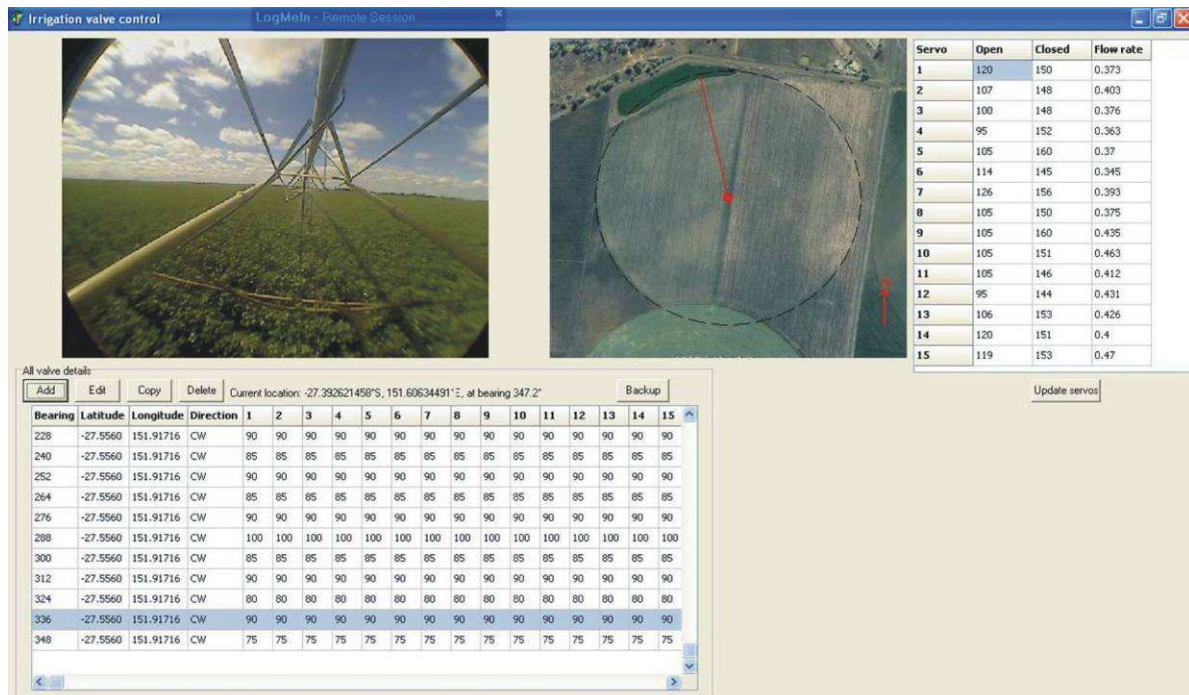 Irrigation valve control
LogMeIn - Remote Session
Servo Open Closed Flow rate
1 120 150 0.373
2 107 148 0.403
3 100 148 0.376
4 95 152 0.363
5 105 160 0.37
6 114 145 0.345
7 126 156 0.393
8 105 150 0.375
9 105 160 0.435
10 105 151 0.463
11 105 146 0.412
12 95 144 0.431
13 106 153 0.426
14 120 151 0.4
15 119 153 0.47
Update servos
All valve details
Add Edit Copy Delete Current location: -27.392621458°S, 151.60634491°E, at bearing 347.2° Backup
Bearing Latitude Longitude Direction 1 2 3 4 5 6 7 8 9 10 11 12 13 14 15
228 -27.5560 151.91716 CW 90 90 90 90 90 90 90 90 90 90 90 90 90 90 90
240 -27.5560 151.91716 CW 85 85 85 85 85 85 85 85 85 85 85 85 85 85 85
252 -27.5560 151.91716 CW 90 90 90 90 90 90 90 90 90 90 90 90 90 90 90
264 -27.5560 151.91716 CW 85 85 85 85 85 85 85 85 85 85 85 85 85 85 85
276 -27.5560 151.91716 CW 90 90 90 90 90 90 90 90 90 90 90 90 90 90 90
288 -27.5560 151.91716 CW 100 100 100 100 100 100 100 100 100 100 100 100 100 100 100
300 -27.5560 151.91716 CW 85 85 85 85 85 85 85 85 85 85 85 85 85 85 85
312 -27.5560 151.91716 CW 90 90 90 90 90 90 90 90 90 90 90 90 90 90 90
324 -27.5560 151.91716 CW 80 80 80 80 80 80 80 80 80 80 80 80 80 80 80
336 -27.5560 151.91716 CW 90 90 90 90 90 90 90 90 90 90 90 90 90 90 90
348 -27.5560 151.91716 CW 75 75 75 75 75 75 75 75 75 75 75 75 75 75 75